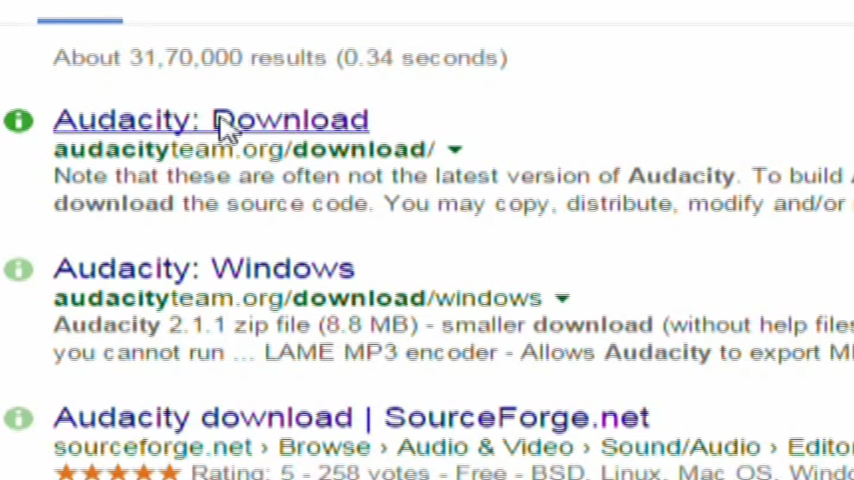 About 31,70,000 results (0.34 seconds)
Audacity: Download
audacityteam.org/download/
Note that these are often not the latest version of Audacity. To build
download the source code. You may copy, distribute, modify and/or
Audacity: Windows
audacityteam.org/download/windows
Audacity 2.1.1 zip file (8.8 MB) - smaller download (without help files
you cannot run ... LAME MP3 encoder - Allows Audacity to export
Audacity download | SourceForge.net
sourceforge.net › Browse › Audio & Video › Sound/Audio ›
Rating: 5 - 258 votes - Free - BSD, Linux, Mac OS,